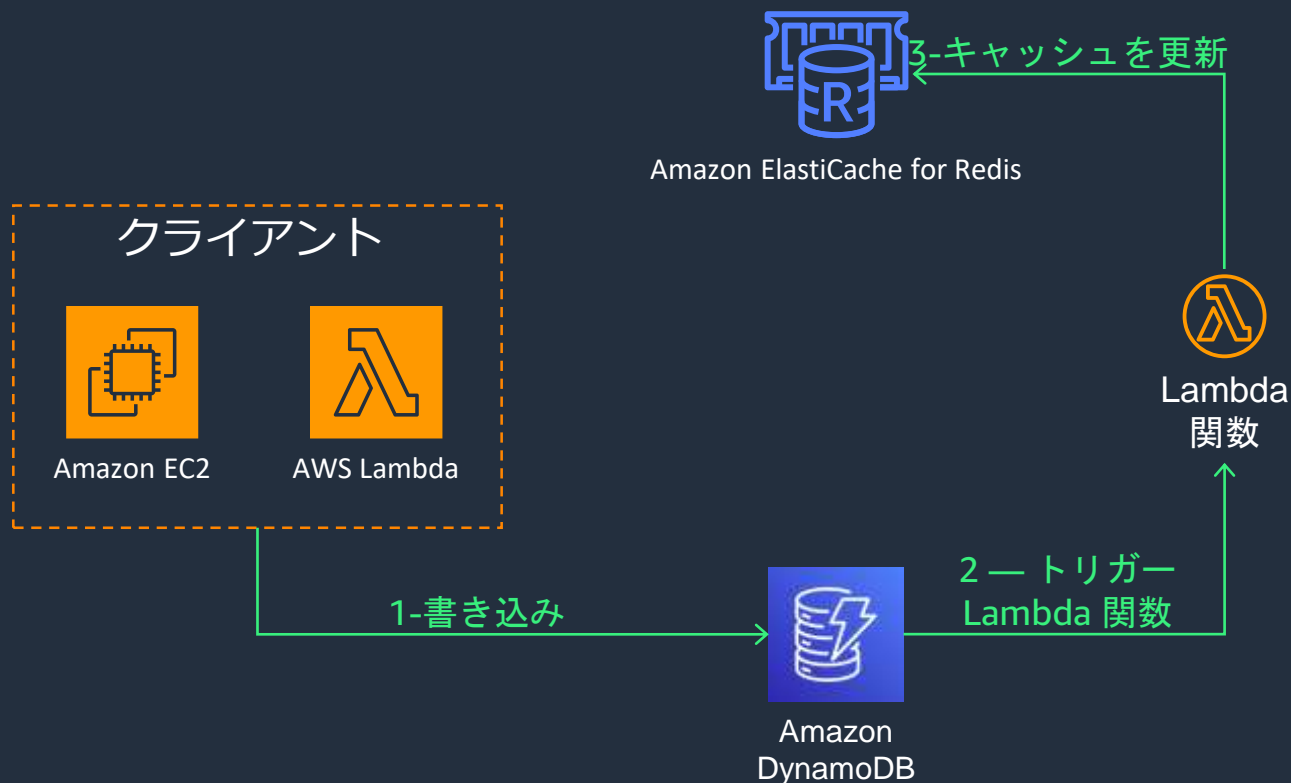 3-キャッシュを更新
R
Amazon ElastiCache for Redis
クライアント
Amazon EC2
AWS Lambda
Lambda
関数
2 — トリガー
Lambda 関数
1-書き込み
Amazon
DynamoDB